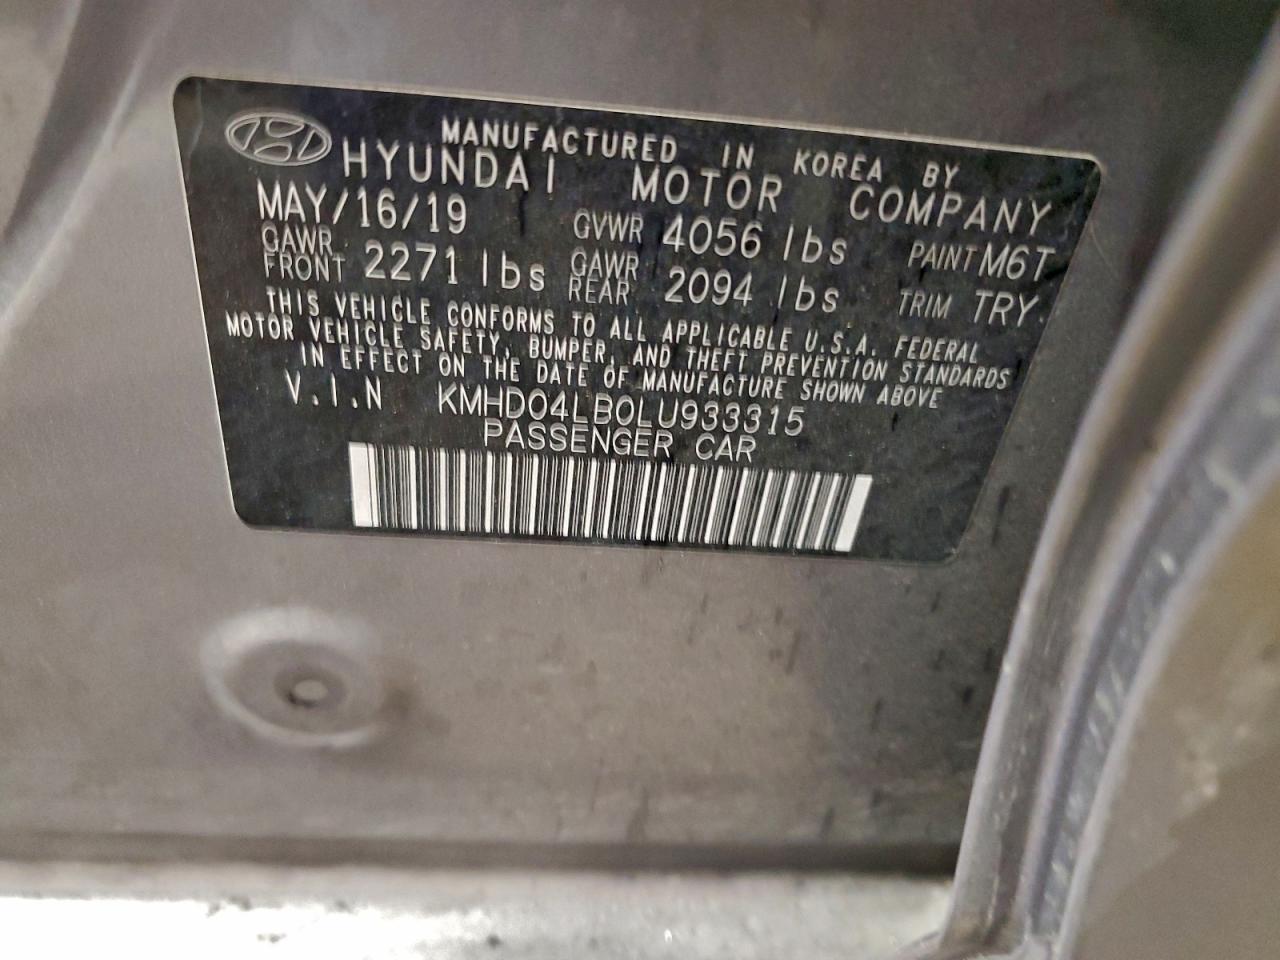 MANUFACTURED IN KOREA BY
HYUNDAI MOTOR COMPANY
MAY/16/19 GVWR 4056 lbs PAINT M6T
GAWR FRONT 2271 lbs GAWR REAR 2094 lbs TRIM TRY
THIS VEHICLE CONFORMS TO ALL APPLICABLE U.S.A. FEDERAL
MOTOR VEHICLE SAFETY, BUMPER, AND THEFT PREVENTION STANDARDS
IN EFFECT ON THE DATE OF MANUFACTURE SHOWN ABOVE
V.I.N KMHD04LB0LU933315
PASSENGER CAR